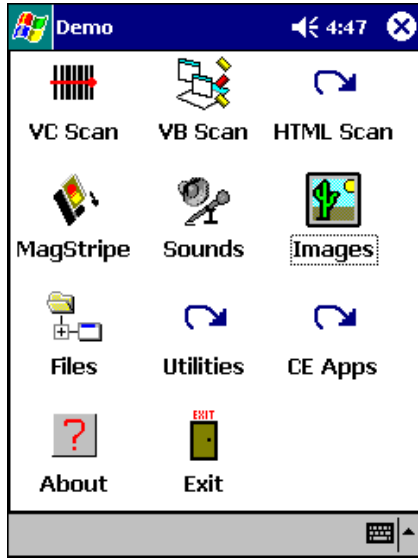 Demo 4:47
VC Scan VB Scan HTML Scan
MagStripe Sounds Images
Files Utilities CE Apps
EXIT
About Exit